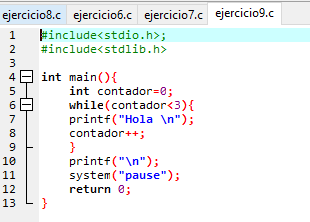 ejercicio8.c ejercicio6.c ejercicio7.c ejercicio9.c
1 #include<stdio.h>;
2 #include<stdlib.h>
3
4 int main(){
5 int contador=0;
6 while(contador<3){
7 printf("Hola \n");
8 contador++;
9 }
10 printf("\n");
11 system("pause");
12 return 0;
13 }